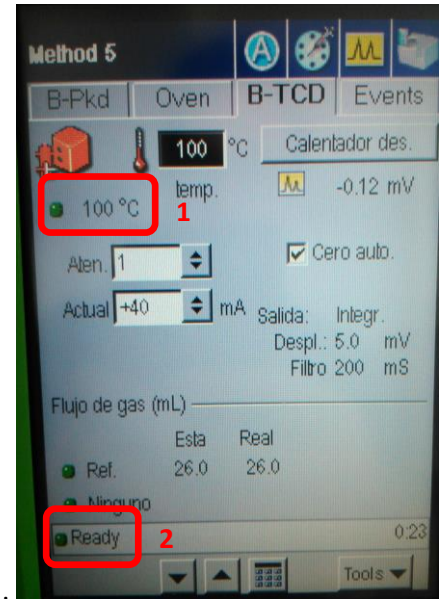 Method 5
B-Pkd Oven B-TCD Events
100 °C Calentador des.
temp. -0.12 mV
100 °C 1
Aten. 1 Cero auto.
Actual +40 mA Salida: Integr.
Despl.: 5.0 mV
Filtro 200 mS
Flujo de gas (mL)
Esta Real
Ref. 26.0 26.0
Ninguno
Ready 2 0:23
Tools